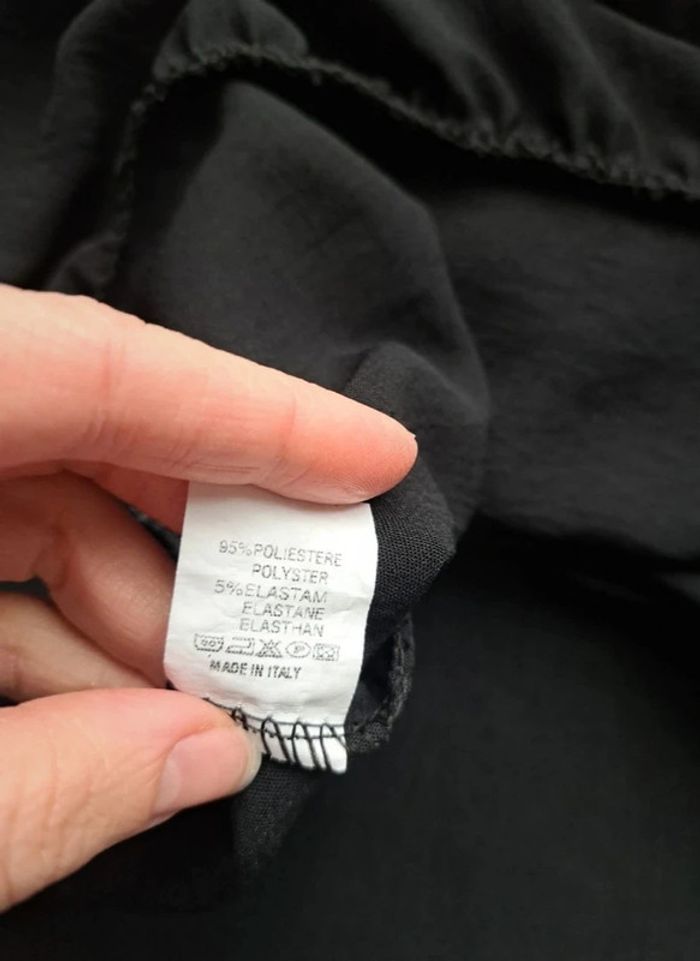 95% POLIESTERE
POLYSTER
5% ELASTAM
ELASTANE
ELASTHAN
MADE IN ITALY